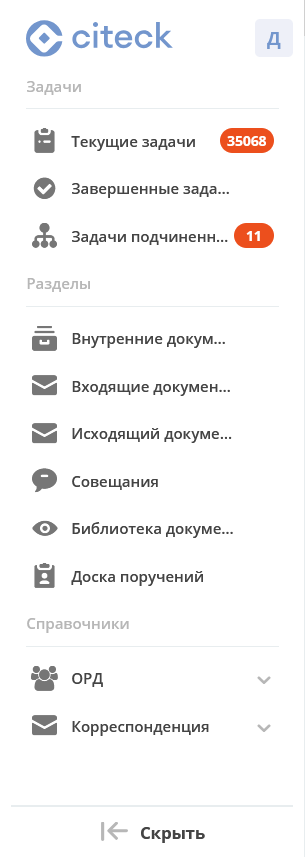 citeck
Д
Задачи
Текущие задачи 35068
Завершенные зада...
Задачи подчиненн... 11
Разделы
Внутренние докум...
Входящие докумен...
Исходящий докуме...
Совещания
Библиотека докуме...
Доска поручений
Справочники
ОРД
Корреспонденция
Скрыть